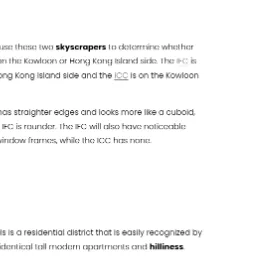 use these two skyscrapers to determine whether
on the Kowloon or Hong Kong Island side. The IFC is
ong Kong Island side and the ICC is on the Kowloon
has straighter edges and looks more like a cuboid,
IFC is rounder. The IFC will also have noticeable
window frames, while the ICC has none.
is is a residential district that is easily recognized by
identical tall modern apartments and hilliness.